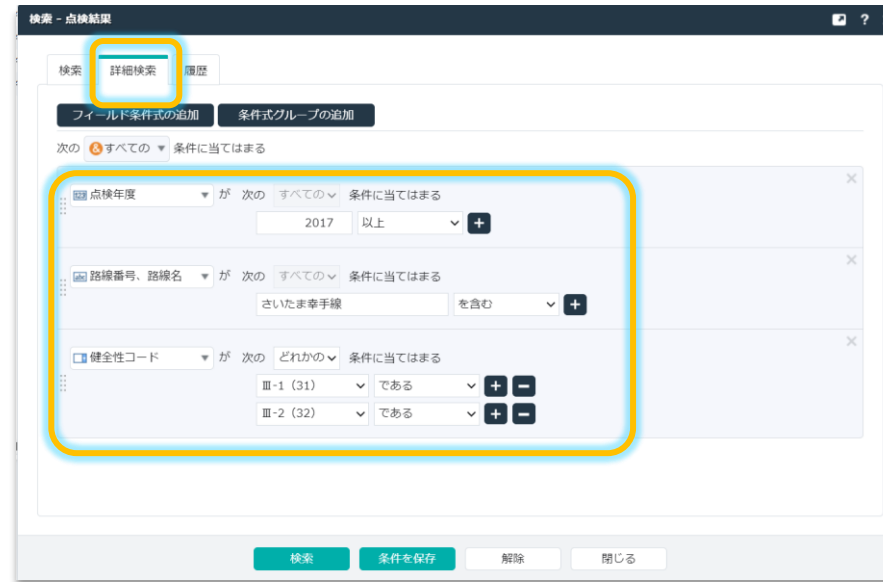 検索 - 点検結果 ?
検索 詳細検索 履歴
フィールド条件式の追加 条件式グループの追加
次の & すべての 条件に当てはまる
点検年度 が 次の すべての 条件に当てはまる
2017 以上
路線番号、路線名 が 次の すべての 条件に当てはまる
さいたま幸手線 を含む
健全性コード が 次の どれかの 条件に当てはまる
Ⅲ-1（31） である
Ⅲ-2（32） である
検索 条件を保存 解除 閉じる